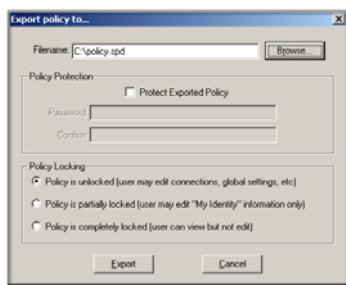 Export policy to...
Filename: C:\policy.spd Browse...
Policy Protection
Protect Exported Policy
Password
Confirm
Policy Locking
Policy is unlocked (user may edit connections, global settings, etc)
Policy is partially locked (user may edit "My Identity" information only)
Policy is completely locked (user can view but not edit)
Export Cancel